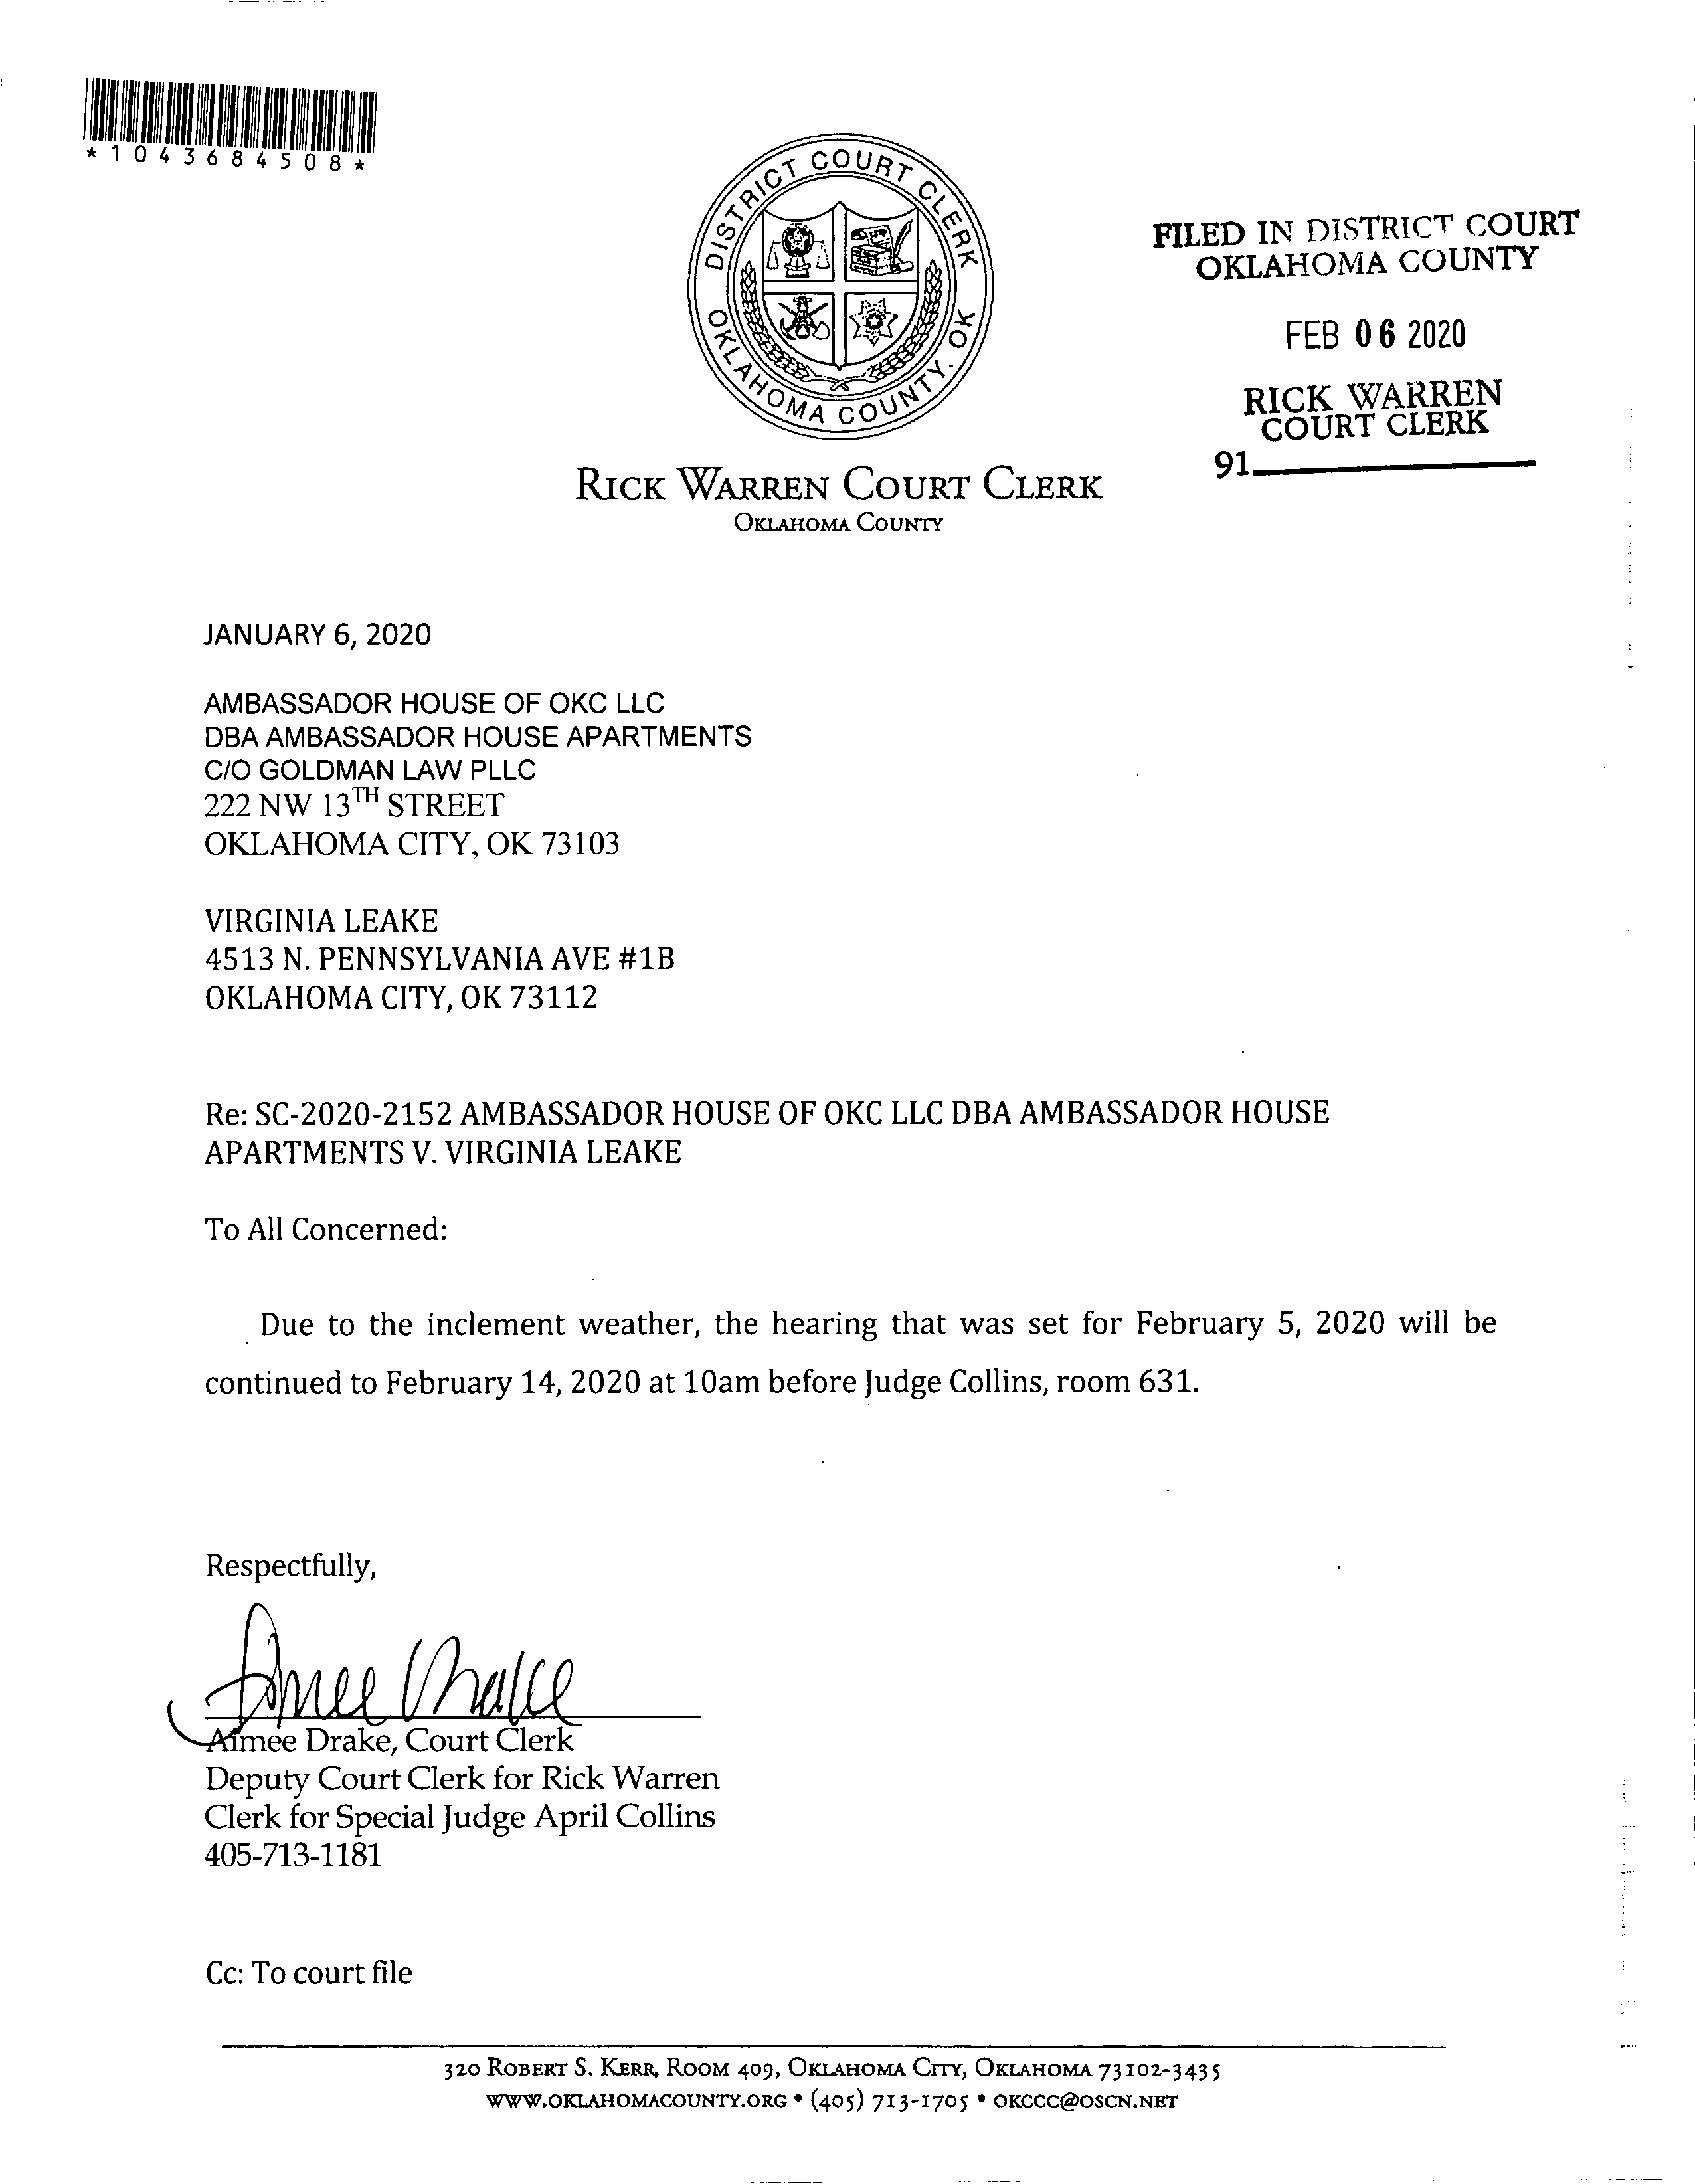 *1043684508*
DISTRICT COURT CLERK
OKLAHOMA COUNTY, OK
FILED IN DISTRICT COURT
OKLAHOMA COUNTY
FEB 06 2020
RICK WARREN
COURT CLERK
91
RICK WARREN COURT CLERK
OKLAHOMA COUNTY
JANUARY 6, 2020
AMBASSADOR HOUSE OF OKC LLC
DBA AMBASSADOR HOUSE APARTMENTS
C/O GOLDMAN LAW PLLC
222 NW 13TH STREET
OKLAHOMA CITY, OK 73103
VIRGINIA LEAKE
4513 N. PENNSYLVANIA AVE #1B
OKLAHOMA CITY, OK 73112
Re: SC-2020-2152 AMBASSADOR HOUSE OF OKC LLC DBA AMBASSADOR HOUSE
APARTMENTS V. VIRGINIA LEAKE
To All Concerned:
Due to the inclement weather, the hearing that was set for February 5, 2020 will be
continued to February 14, 2020 at 10am before Judge Collins, room 631.
Respectfully,
Aimee Drake
Aimee Drake, Court Clerk
Deputy Court Clerk for Rick Warren
Clerk for Special Judge April Collins
405-713-1181
Cc: To court file
320 ROBERT S. KERR, ROOM 409, OKLAHOMA CITY, OKLAHOMA 73102-3435
WWW.OKLAHOMACOUNTY.ORG • (405) 713-1705 • OKCCC@OSCN.NET